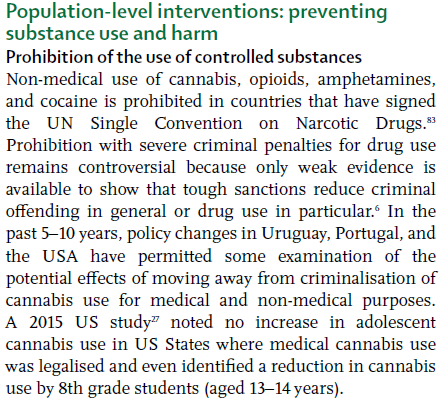 Population-level interventions: preventing
substance use and harm
Prohibition of the use of controlled substances
Non-medical use of cannabis, opioids, amphetamines,
and cocaine is prohibited in countries that have signed
the UN Single Convention on Narcotic Drugs.⁸³
Prohibition with severe criminal penalties for drug use
remains controversial because only weak evidence is
available to show that tough sanctions reduce criminal
offending in general or drug use in particular.⁶ In the
past 5–10 years, policy changes in Uruguay, Portugal, and
the USA have permitted some examination of the
potential effects of moving away from criminalisation of
cannabis use for medical and non-medical purposes.
A 2015 US study²⁷ noted no increase in adolescent
cannabis use in US States where medical cannabis use
was legalised and even identified a reduction in cannabis
use by 8th grade students (aged 13–14 years).